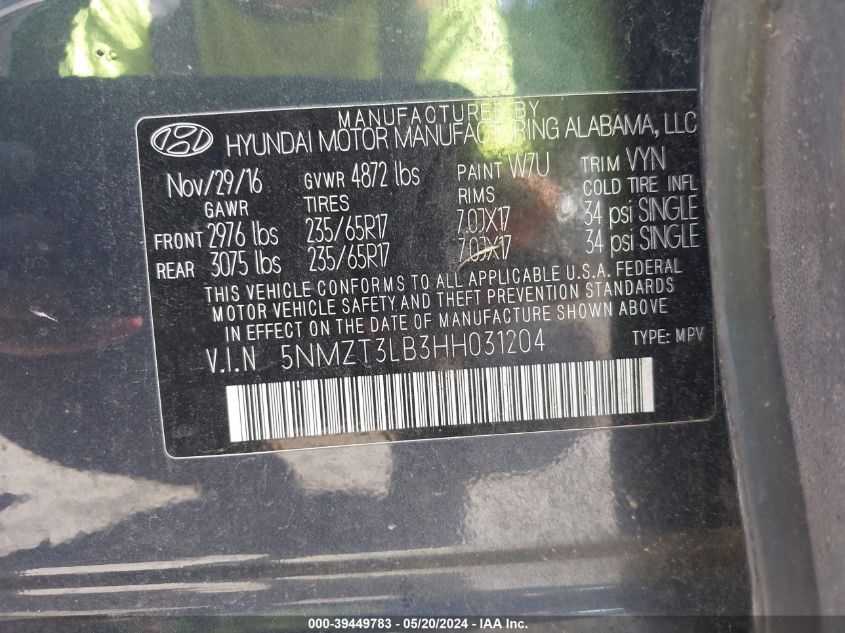 MANUFACTURED BY
HYUNDAI MOTOR MANUFACTURING ALABAMA, LLC
Nov/29/16 GVWR 4872 lbs PAINT W7U TRIM VYN
GAWR TIRES RIMS COLD TIRE INFL
FRONT 2976 lbs 235/65R17 7.0JX17 34 psi SINGLE
REAR 3075 lbs 235/65R17 7.0JX17 34 psi SINGLE
THIS VEHICLE CONFORMS TO ALL APPLICABLE U.S.A. FEDERAL
MOTOR VEHICLE SAFETY AND THEFT PREVENTION STANDARDS
IN EFFECT ON THE DATE OF MANUFACTURE SHOWN ABOVE
V.I.N 5NMZT3LB3HH031204 TYPE: MPV
000-39449783 - 05/20/2024 - IAA Inc.